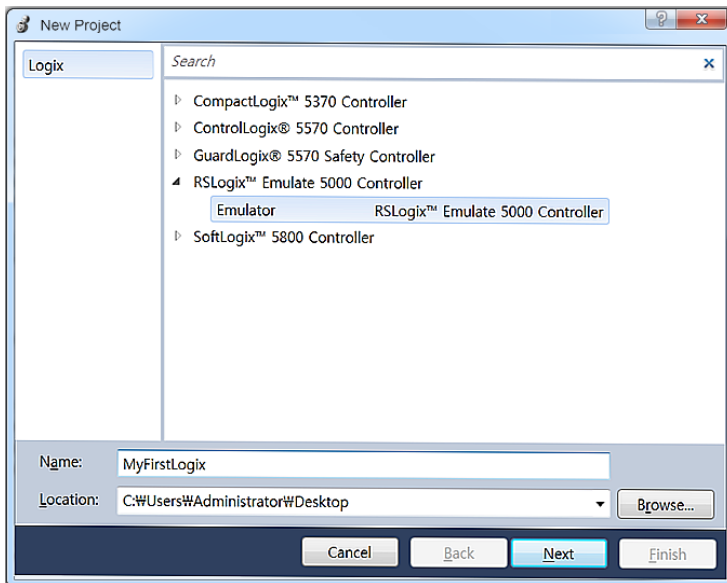 New Project
Logix
Search
CompactLogix™ 5370 Controller
ControlLogix® 5570 Controller
GuardLogix® 5570 Safety Controller
RSLogix™ Emulate 5000 Controller
Emulator RSLogix™ Emulate 5000 Controller
SoftLogix™ 5800 Controller
Name: MyFirstLogix
Location: C:₩Users₩Administrator₩Desktop Browse...
Cancel Back Next Finish